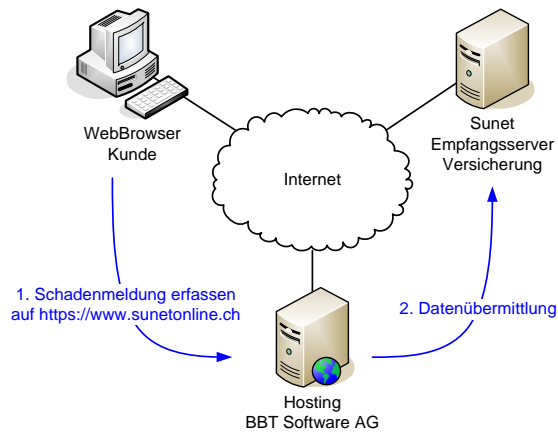 WebBrowser
Kunde
Sunet
Empfangsserver
Versicherung
Internet
1. Schadenmeldung erfassen
auf https://www.sunetonline.ch
2. Datenübermittlung
Hosting
BBT Software AG